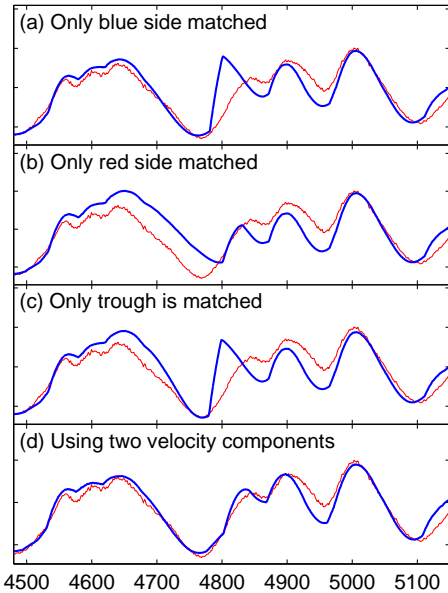 (a) Only blue side matched
(b) Only red side matched
(c) Only trough is matched
(d) Using two velocity components
4500 4600 4700 4800 4900 5000 5100